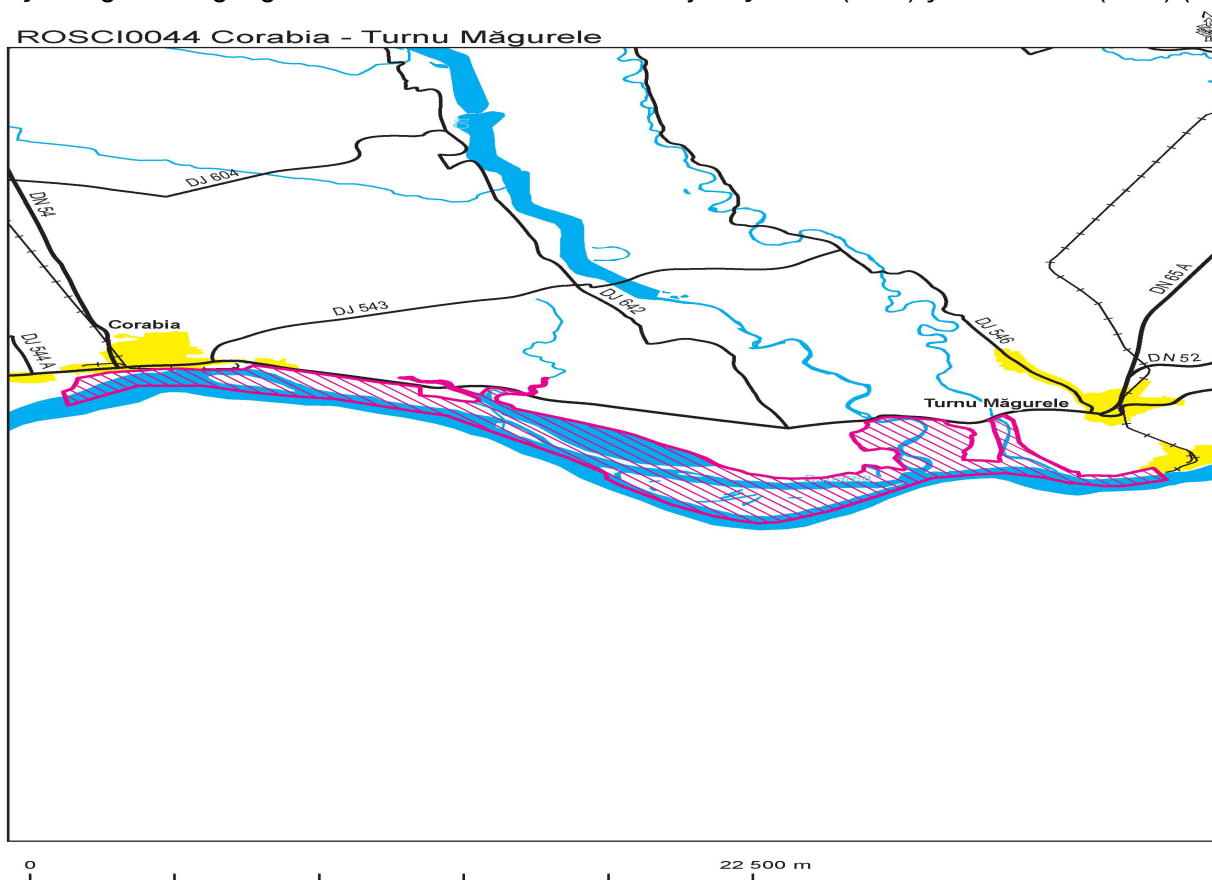 ROSCI0044 Corabia - Turnu Măgurele
DJ 604
DN 54
DN 65 A
DJ 642
DJ 543
Corabia
DJ 546
DJ 544 A
DN 52
Turnu Măgurele
0
22 500 m